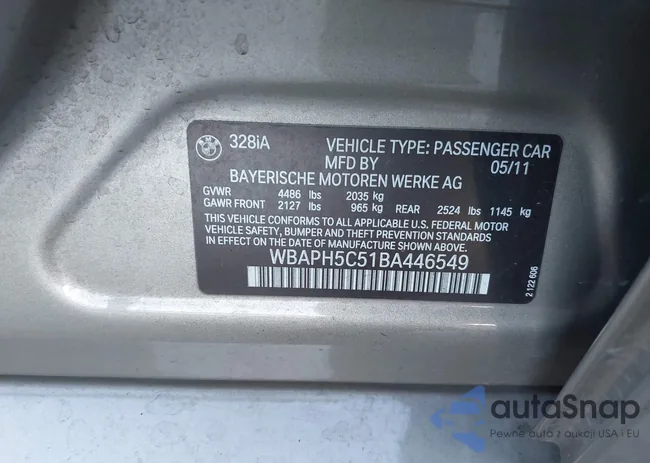 328iA VEHICLE TYPE: PASSENGER CAR
MFD BY 05/11
BAYERISCHE MOTOREN WERKE AG
GVWR 4486 lbs 2035 kg
GAWR FRONT 2127 lbs 965 kg REAR 2524 lbs 1145 kg
THIS VEHICLE CONFORMS TO ALL APPLICABLE U.S. FEDERAL MOTOR
VEHICLE SAFETY, BUMPER AND THEFT PREVENTION STANDARDS
IN EFFECT ON THE DATE OF MANUFACTURE SHOWN ABOVE.
WBAPH5C51BA446549
2 122 606
autoSnap
Pewne auta z aukcji USA i EU